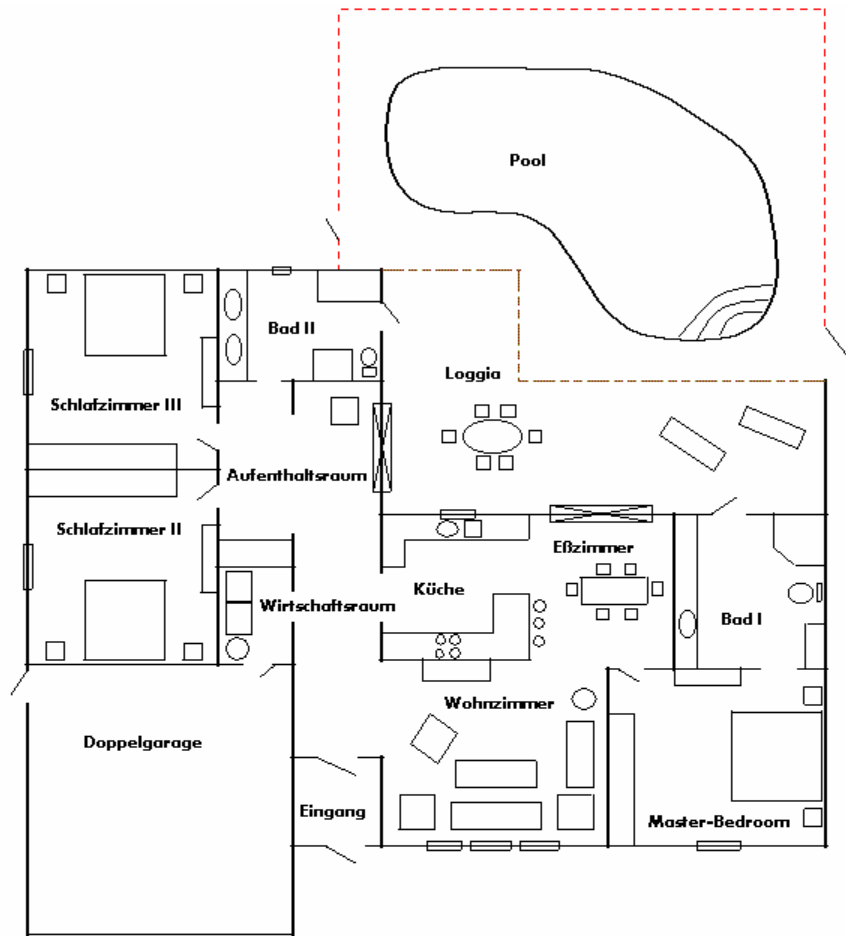 Pool
Bad II
Loggia
Schlafzimmer III
Aufenthaltsraum
Schlafzimmer II
Eßzimmer
Küche
Wirtschaftsraum
Bad I
Wohnzimmer
Doppelgarage
Eingang
Master-Bedroom